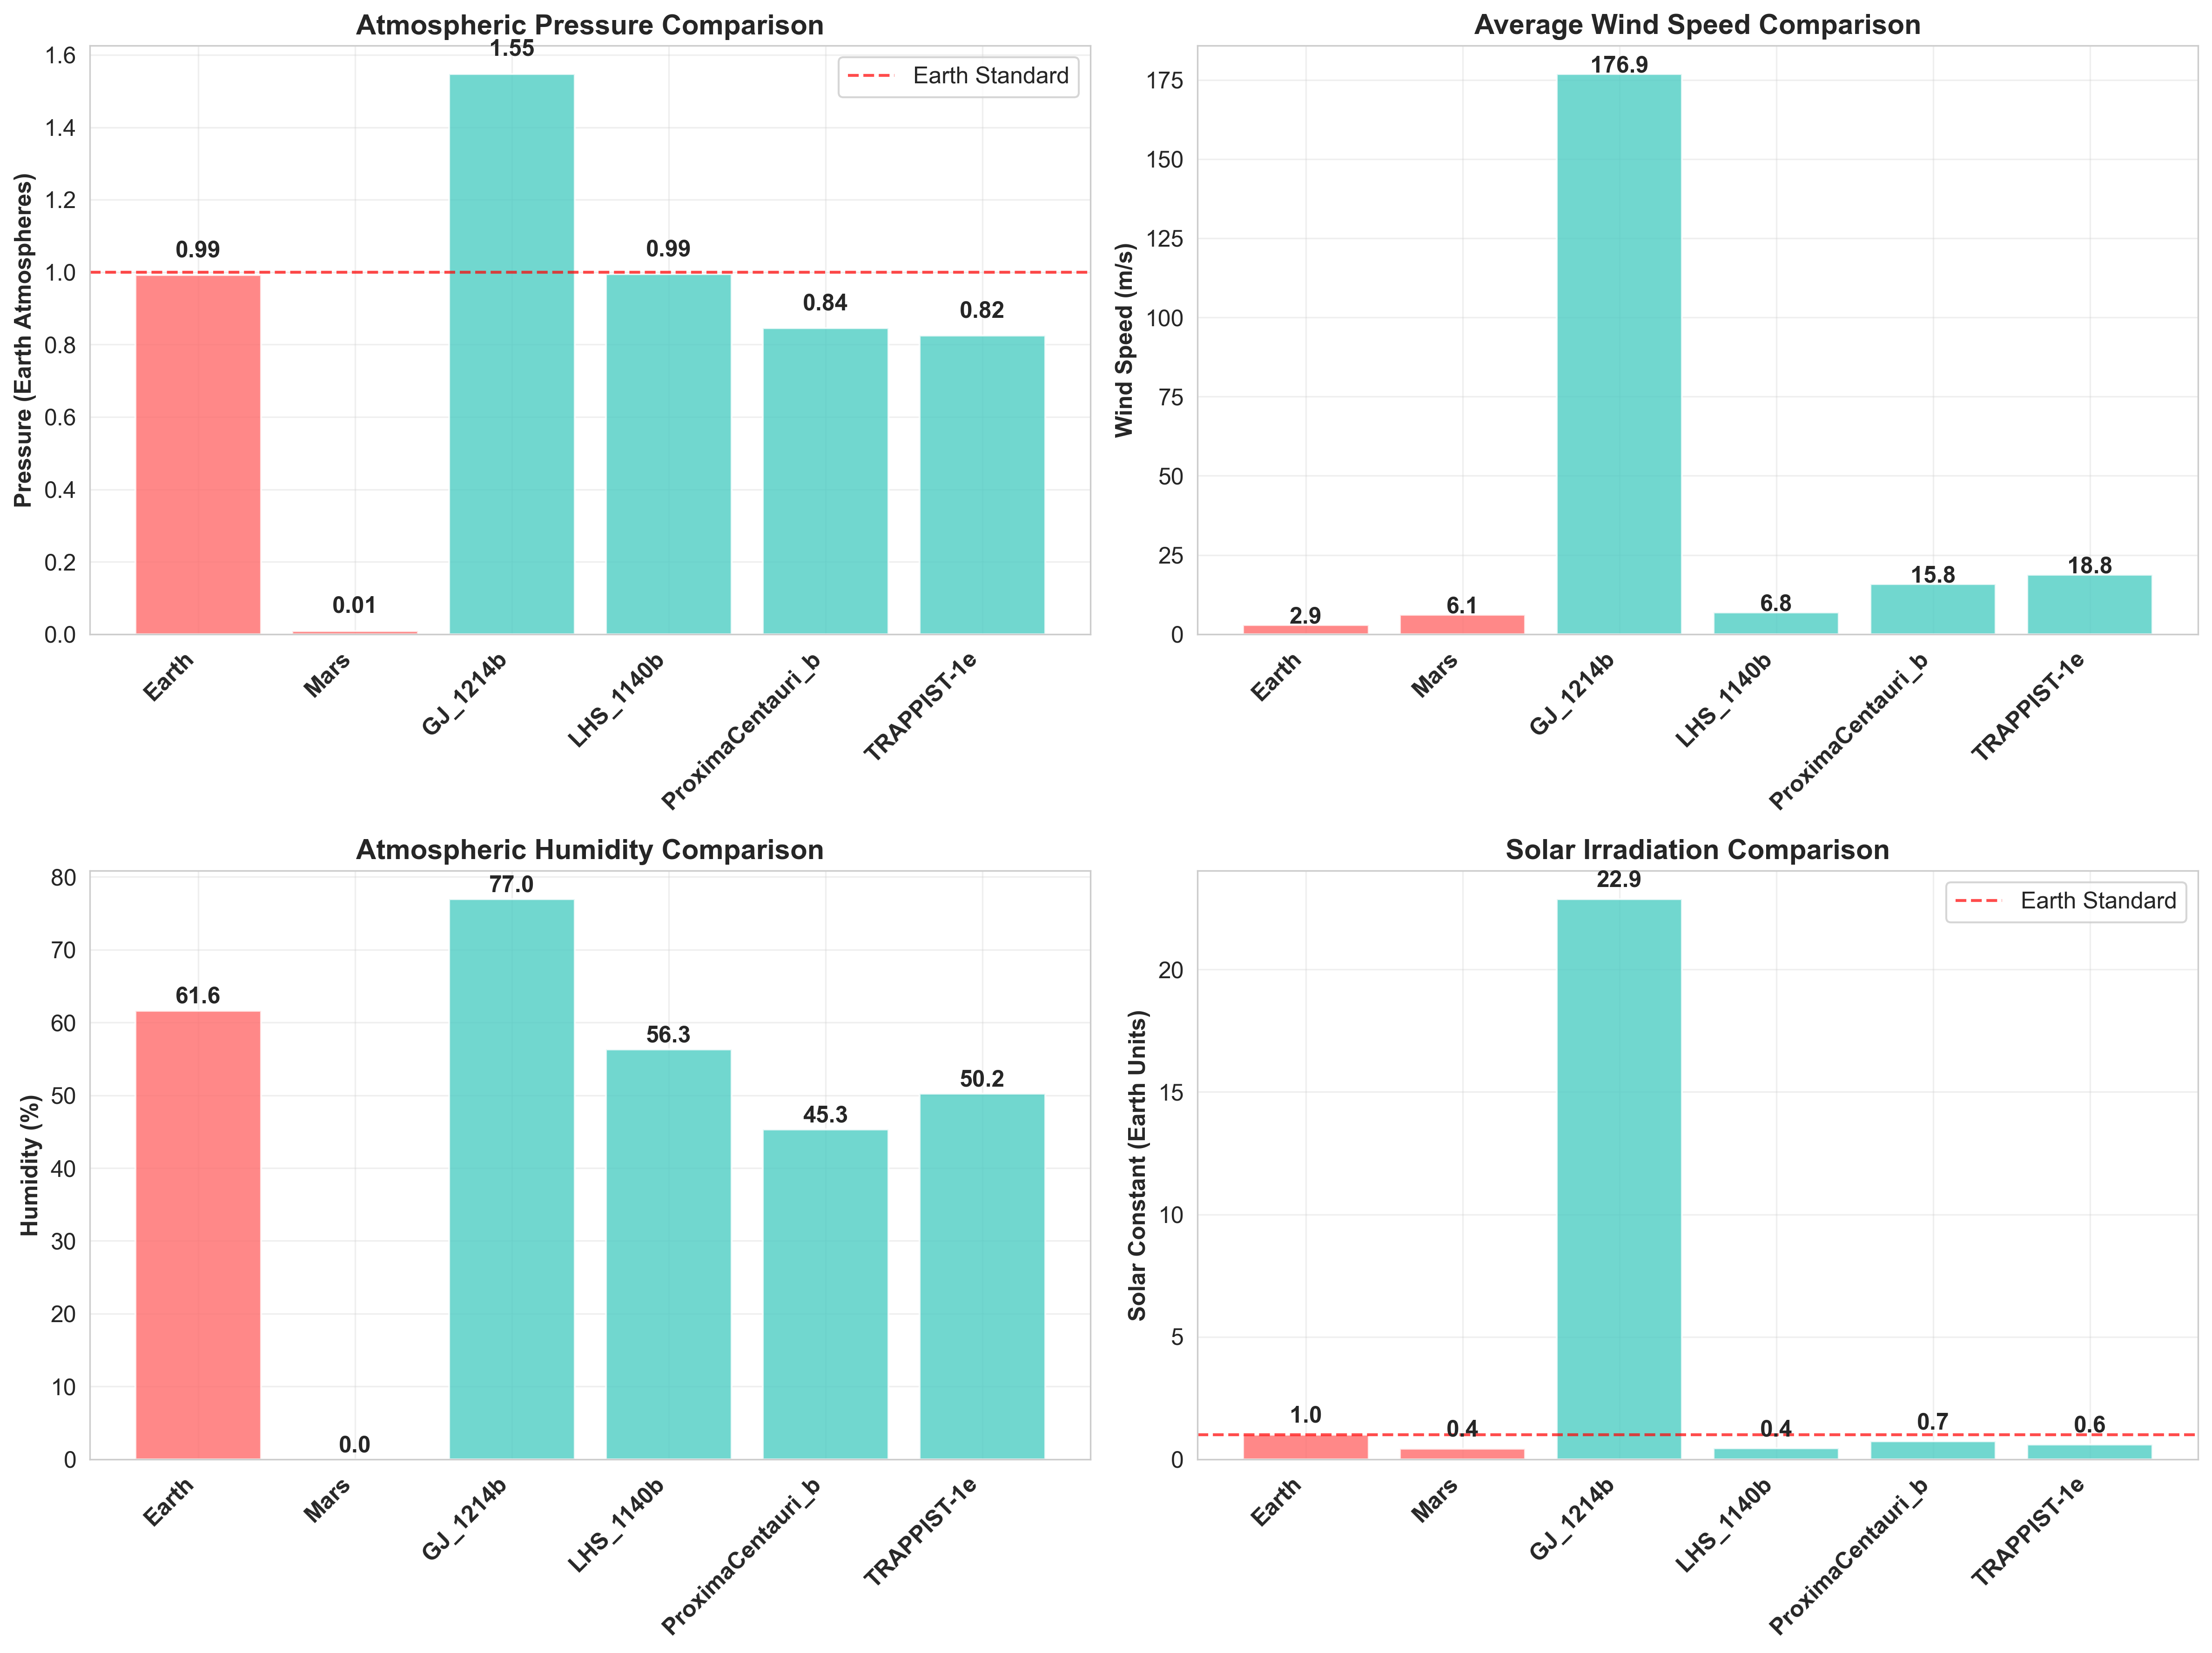 Atmospheric Pressure Comparison
Pressure (Earth Atmospheres)
1.6
1.4
1.2
1.0
0.8
0.6
0.4
0.2
0.0
Earth Standard
0.99
0.01
1.55
0.99
0.84
0.82
Earth
Mars
GJ_1214b
LHS_1140b
ProximaCentauri_b
TRAPPIST-1e
Average Wind Speed Comparison
Wind Speed (m/s)
175
150
125
100
75
50
25
0
2.9
6.1
176.9
6.8
15.8
18.8
Earth
Mars
GJ_1214b
LHS_1140b
ProximaCentauri_b
TRAPPIST-1e
Atmospheric Humidity Comparison
Humidity (%)
80
70
60
50
40
30
20
10
0
61.6
0.0
77.0
56.3
45.3
50.2
Earth
Mars
GJ_1214b
LHS_1140b
ProximaCentauri_b
TRAPPIST-1e
Solar Irradiation Comparison
Solar Constant (Earth Units)
20
15
10
5
0
Earth Standard
1.0
0.4
22.9
0.4
0.7
0.6
Earth
Mars
GJ_1214b
LHS_1140b
ProximaCentauri_b
TRAPPIST-1e